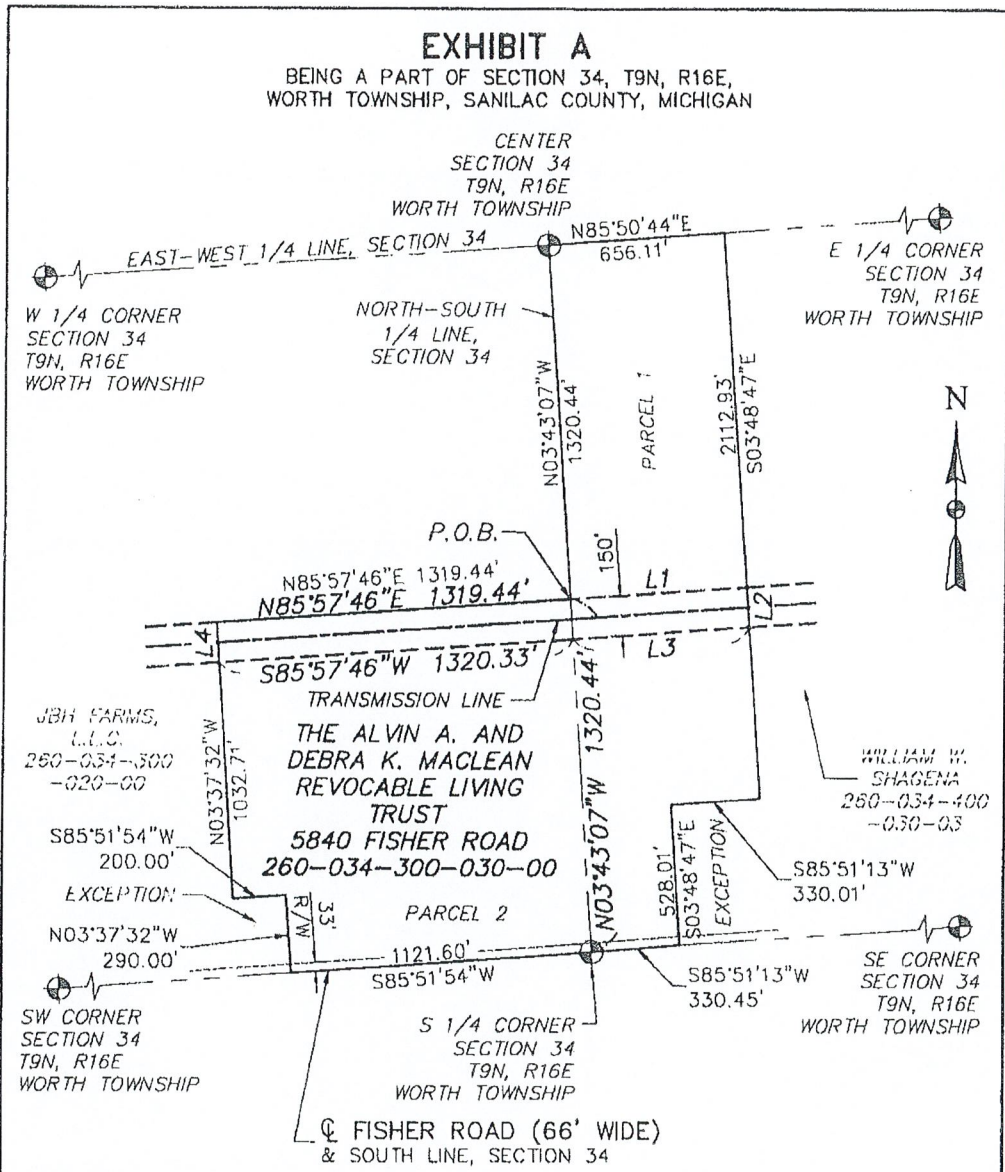 EXHIBIT A
BEING A PART OF SECTION 34, T9N, R16E,
WORTH TOWNSHIP, SANILAC COUNTY, MICHIGAN
CENTER
SECTION 34
T9N, R16E
WORTH TOWNSHIP
N85°50'44"E
656.11'
EAST-WEST 1/4 LINE, SECTION 34
E 1/4 CORNER
SECTION 34
T9N, R16E
WORTH TOWNSHIP
W 1/4 CORNER
SECTION 34
T9N, R16E
WORTH TOWNSHIP
NORTH-SOUTH
1/4 LINE,
SECTION 34
N03°43'07"W
1320.44'
PARCEL 1
2112.93'
S03°48'47"E
N
P.O.B.
150'
L1
N85°57'46"E 1319.44'
N85°57'46"E 1319.44'
L2
L4
S85°57'46"W 1320.33'
L3
TRANSMISSION LINE
JBH FARMS,
L.L.C.
260-034-300
-020-00
N03°37'32"W
1032.71'
THE ALVIN A. AND
DEBRA K. MACLEAN
REVOCABLE LIVING
TRUST
5840 FISHER ROAD
260-034-300-030-00
N03°43'07"W 1320.44'
WILLIAM W.
SHAGENA
260-034-400
-030-03
S85°51'54"W
200.00'
EXCEPTION
N03°37'32"W
290.00'
33'
R/W
PARCEL 2
1121.60'
S85°51'54"W
528.01'
S03°48'47"E
EXCEPTION
S85°51'13"W
330.01'
S85°51'13"W
330.45'
SE CORNER
SECTION 34
T9N, R16E
WORTH TOWNSHIP
SW CORNER
SECTION 34
T9N, R16E
WORTH TOWNSHIP
S 1/4 CORNER
SECTION 34
T9N, R16E
WORTH TOWNSHIP
℄ FISHER ROAD (66' WIDE)
& SOUTH LINE, SECTION 34